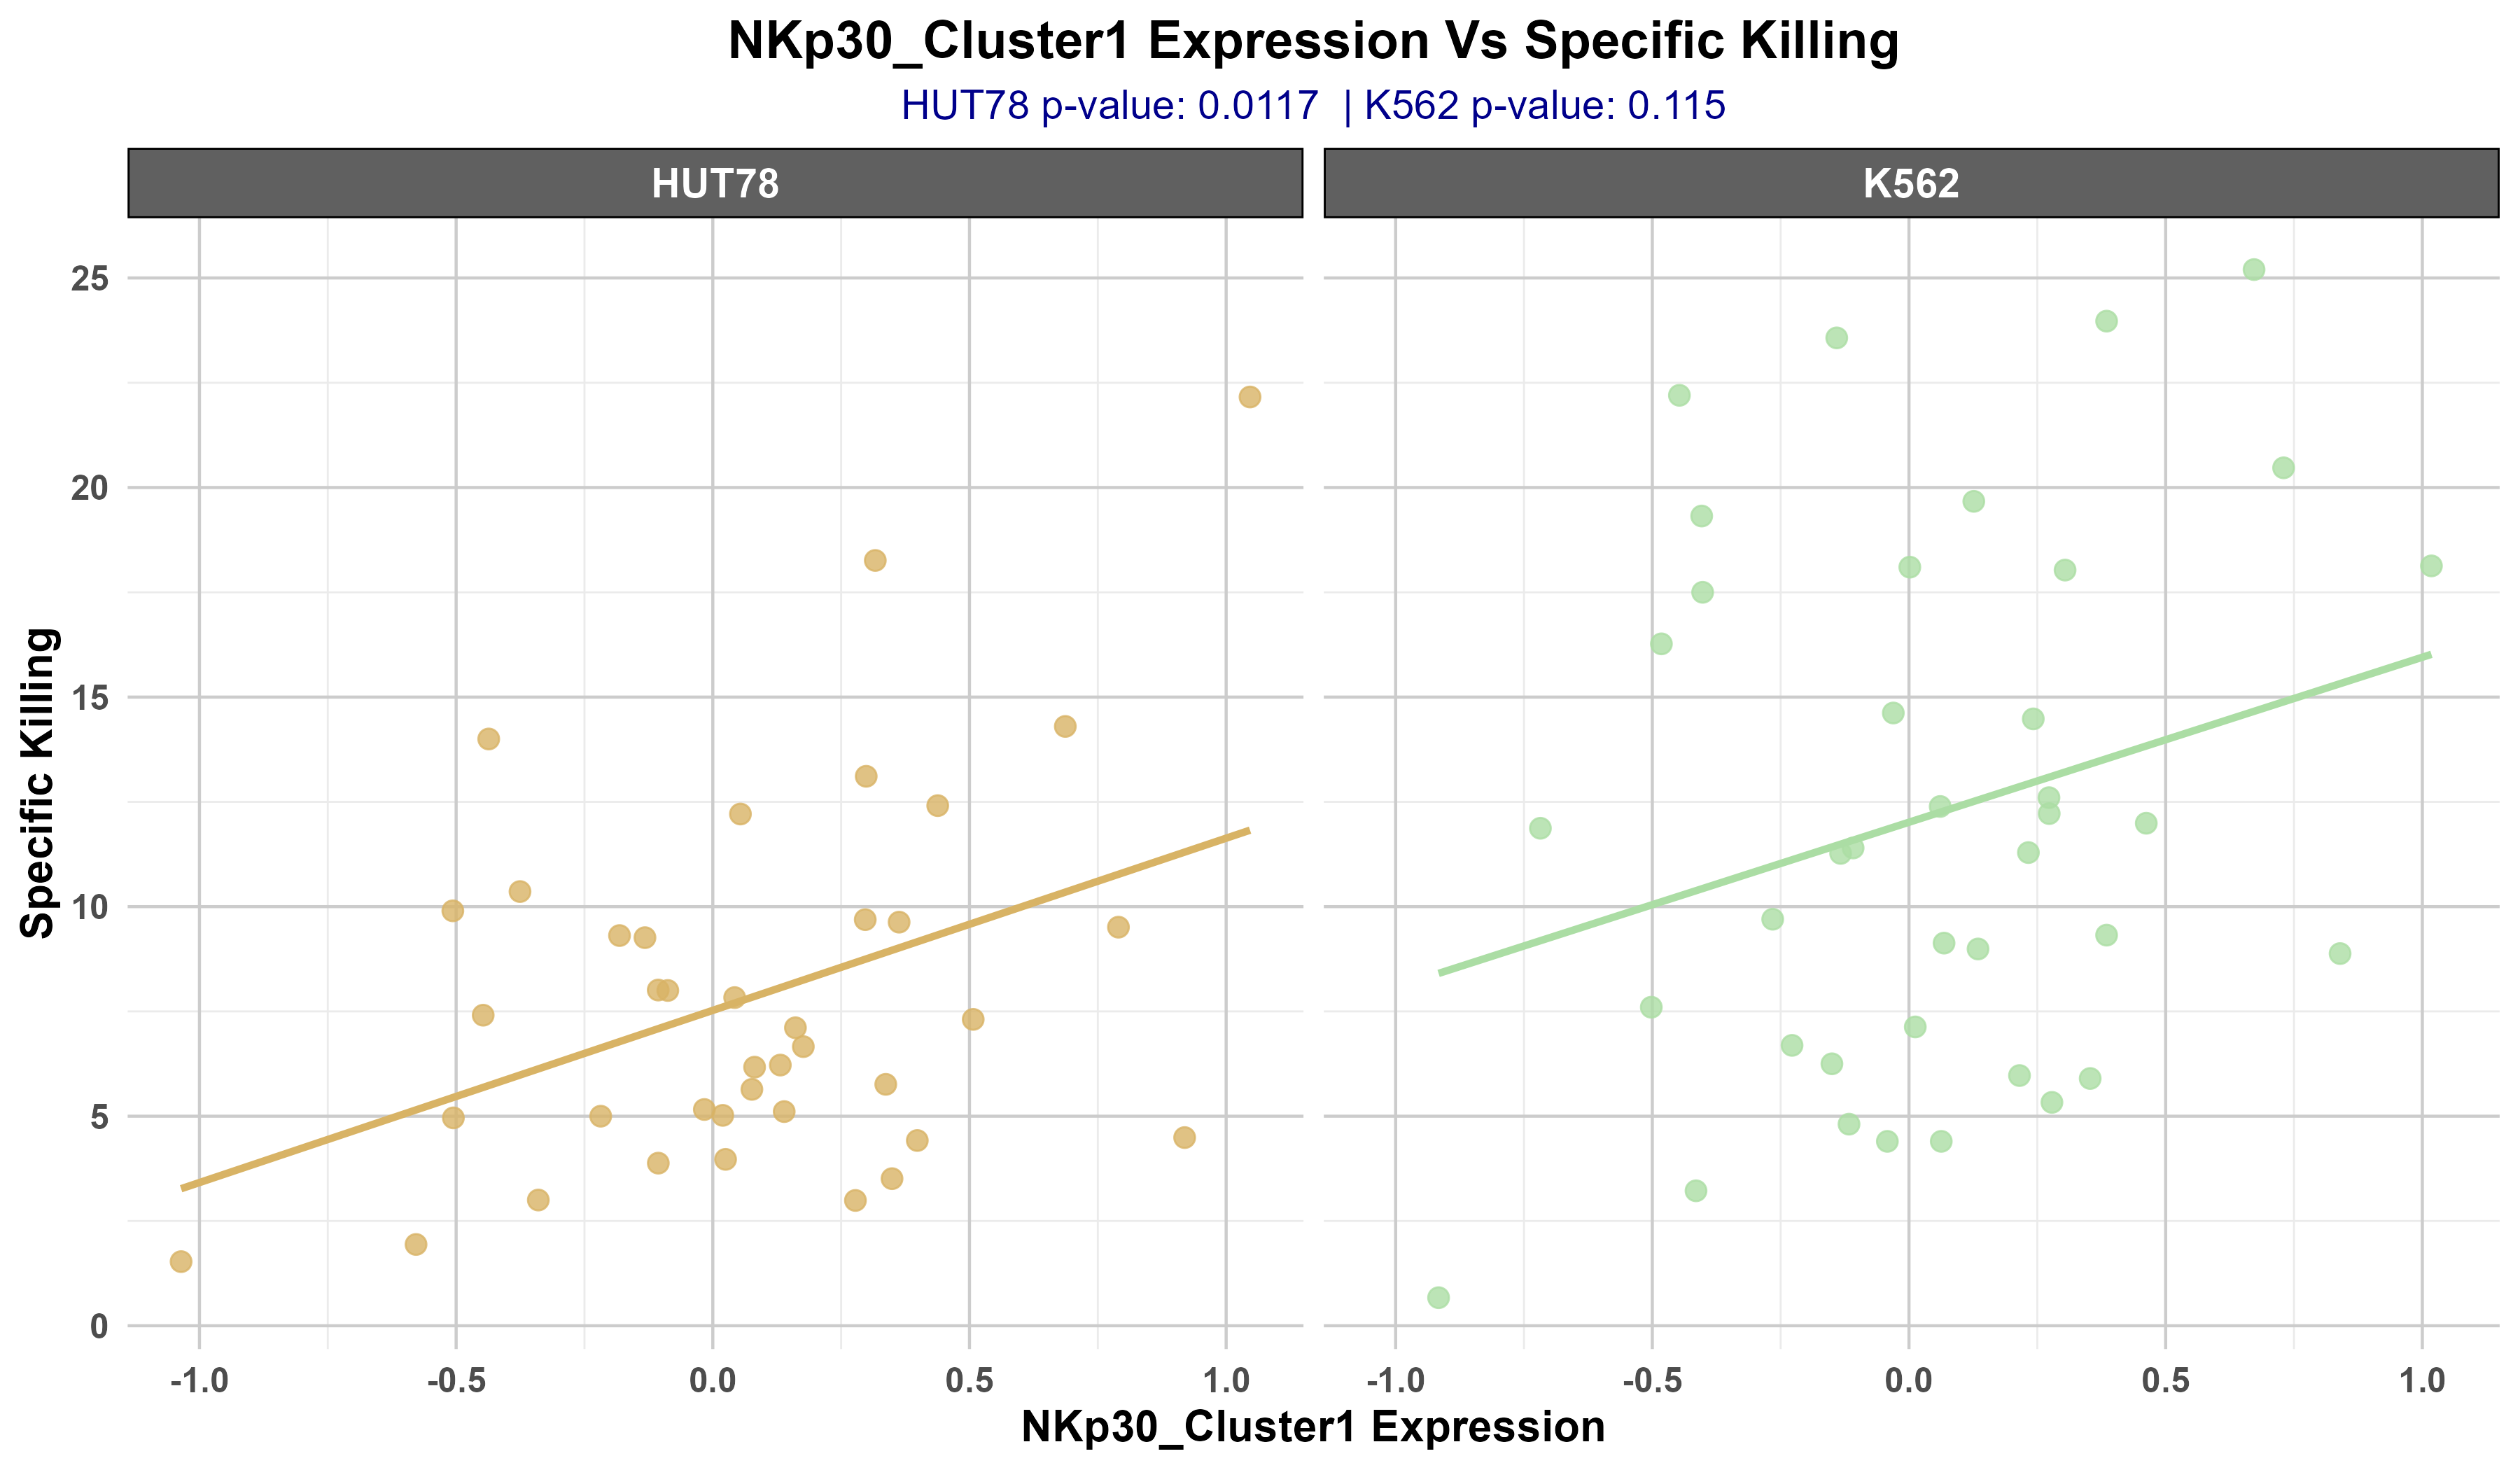 NKp30_Cluster1 Expression Vs Specific Killing
HUT78 p-value: 0.0117 | K562 p-value: 0.115
HUT78
K562
Specific Killing
25
20
15
10
5
0
-1.0 -0.5 0.0 0.5 1.0
-1.0 -0.5 0.0 0.5 1.0
NKp30_Cluster1 Expression